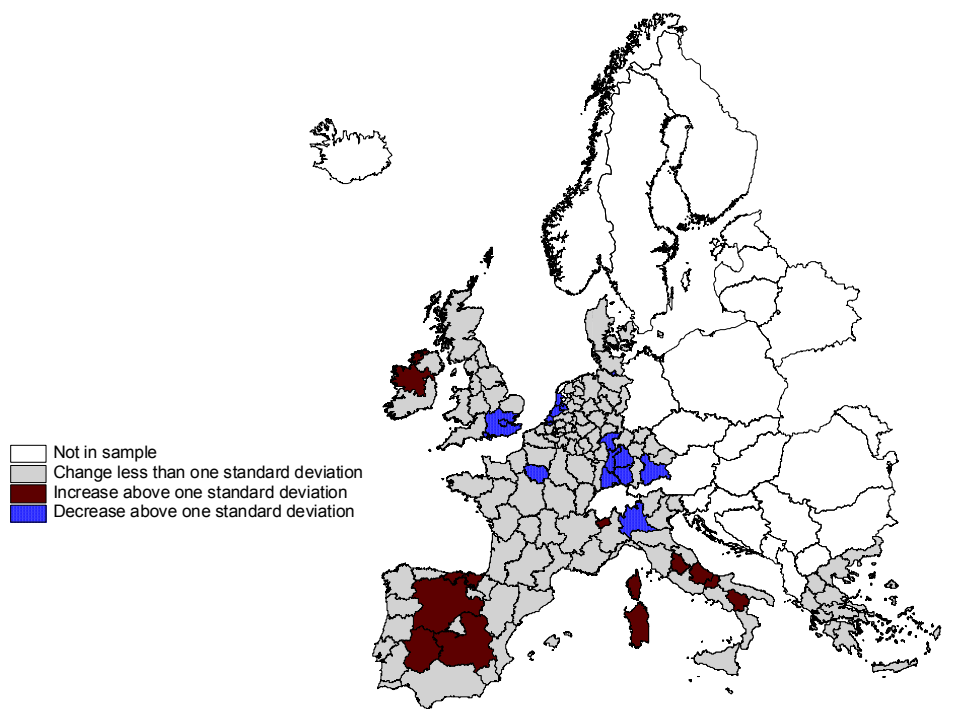 Not in sample
Change less than one standard deviation
Increase above one standard deviation
Decrease above one standard deviation